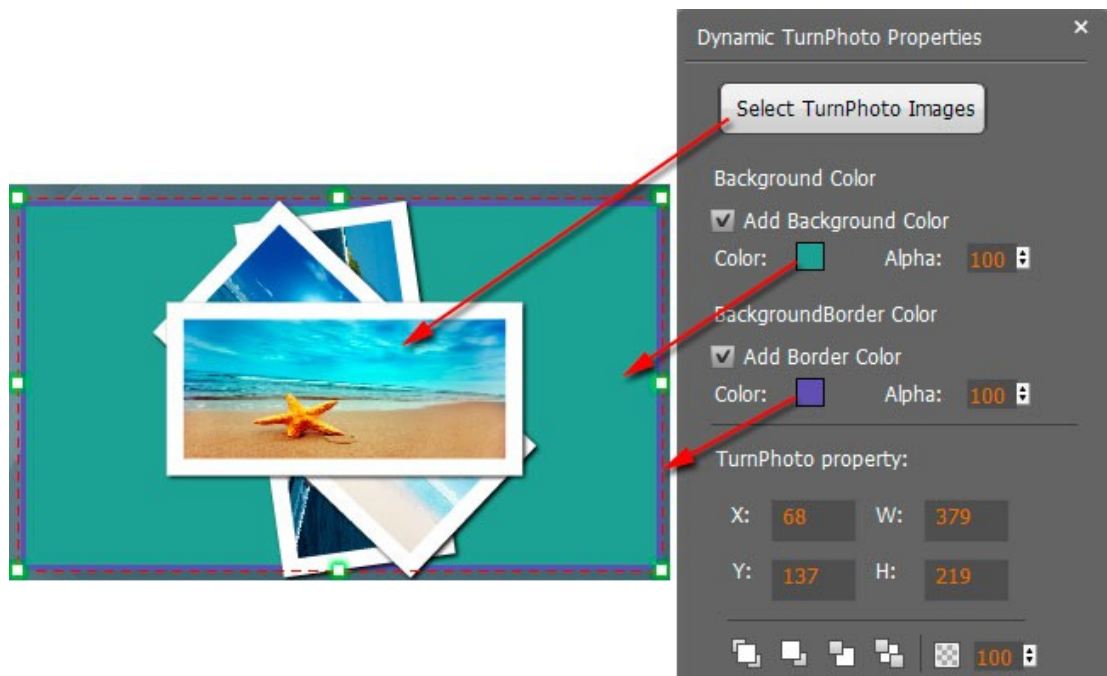 Dynamic TurnPhoto Properties ×
Select TurnPhoto Images
Background Color
Add Background Color
Color: Alpha: 100
BackgroundBorder Color
Add Border Color
Color: Alpha: 100
TurnPhoto property:
X: 68 W: 379
Y: 137 H: 219
100